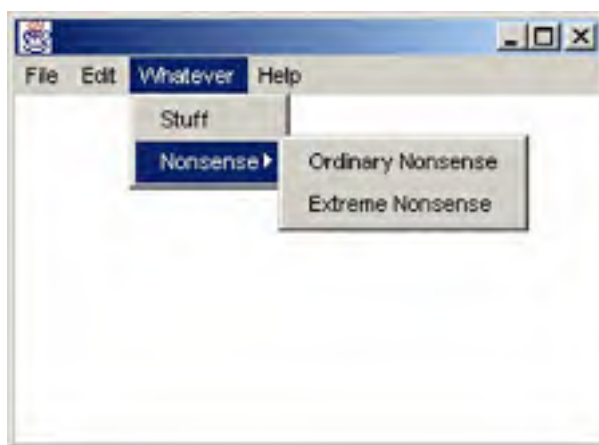 File Edit Whatever Help
Stuff
Nonsense
Ordinary Nonsense
Extreme Nonsense